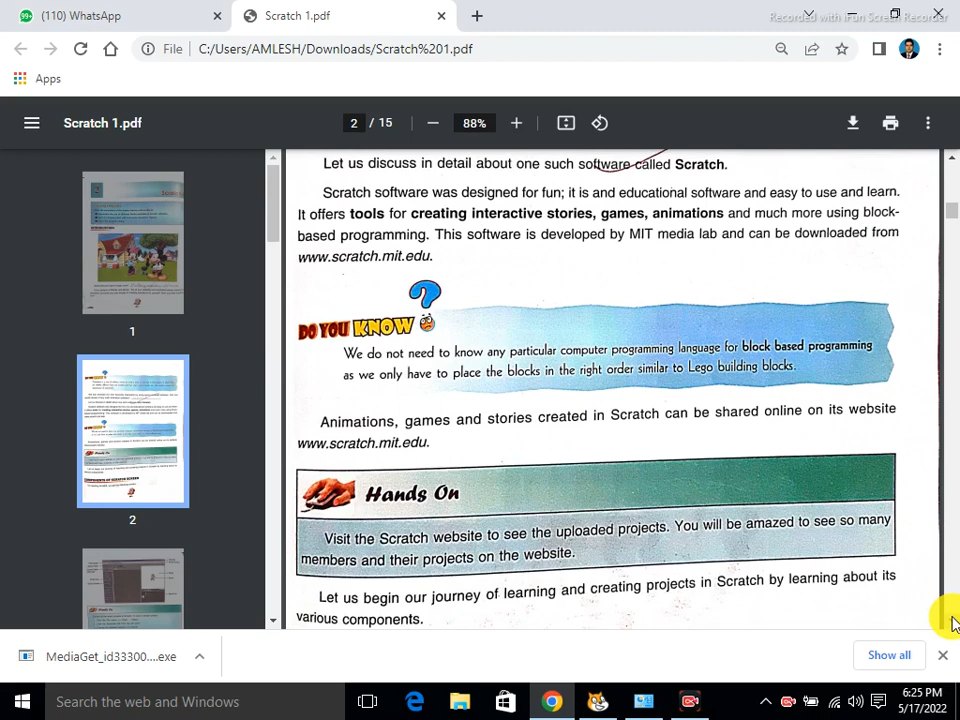 99+ (110) WhatsApp
Scratch 1.pdf
Recorded with iFun Screen Recorder
File C:/Users/AMLESH/Downloads/Scratch%201.pdf
Apps
Scratch 1.pdf 2 / 15 88%
Let us discuss in detail about one such software called Scratch.
Scratch software was designed for fun; it is and educational software and easy to use and learn.
It offers tools for creating interactive stories, games, animations and much more using block-
based programming. This software is developed by MIT media lab and can be downloaded from
www.scratch.mit.edu.
DO YOU KNOW ?
We do not need to know any particular computer programming language for block based programming
as we only have to place the blocks in the right order similar to Lego building blocks.
Animations, games and stories created in Scratch can be shared online on its website
www.scratch.mit.edu.
Hands On
Visit the Scratch website to see the uploaded projects. You will be amazed to see so many
members and their projects on the website.
Let us begin our journey of learning and creating projects in Scratch by learning about its
various components.
1
2
MediaGet_id33300....exe
Show all
Search the web and Windows
6:25 PM
5/17/2022